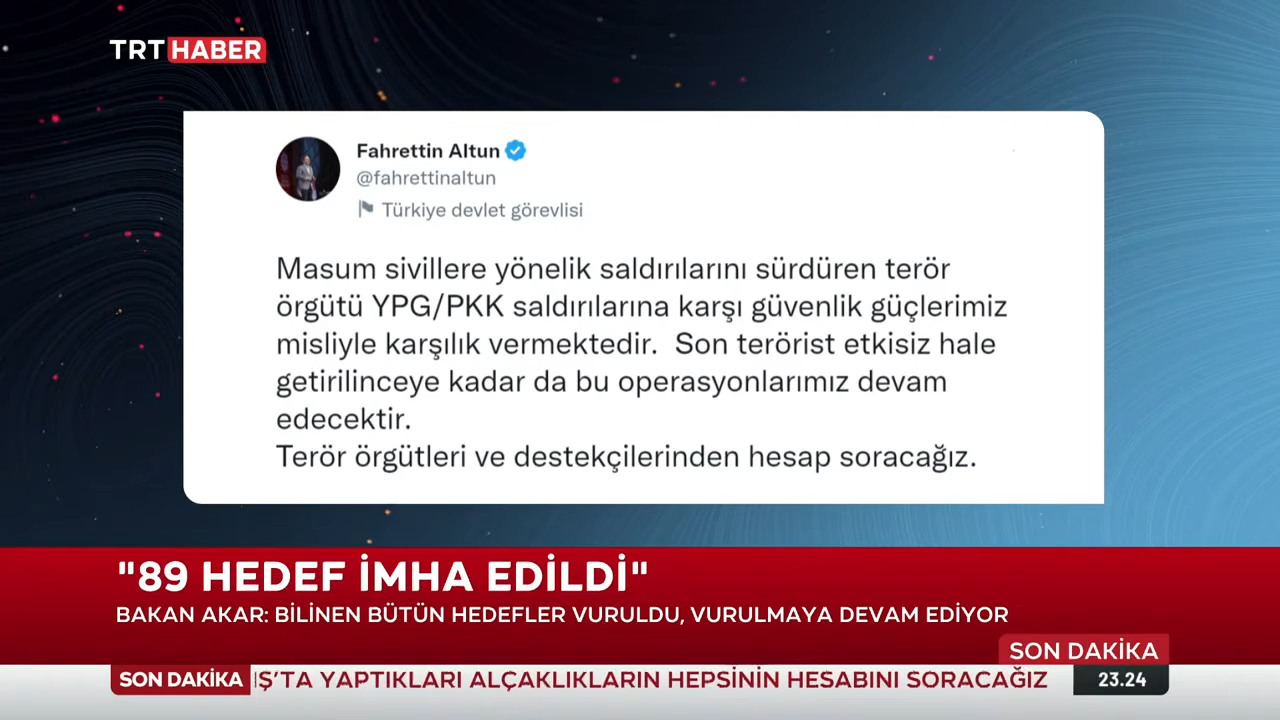 TRT HABER
Fahrettin Altun
@fahrettinaltun
Türkiye devlet görevlisi
Masum sivillere yönelik saldırılarını sürdüren terör
örgütü YPG/PKK saldırılarına karşı güvenlik güçlerimiz
misliyle karşılık vermektedir.  Son terörist etkisiz hale
getirilinceye kadar da bu operasyonlarımız devam
edecektir.
Terör örgütleri ve destekçilerinden hesap soracağız.
"89 HEDEF İMHA EDİLDİ"
BAKAN AKAR: BİLİNEN BÜTÜN HEDEFLER VURULDU, VURULMAYA DEVAM EDİYOR
SON DAKİKA
SON DAKİKA İŞ'TA YAPTIKLARI ALÇAKLIKLARIN HEPSİNİN HESABINI SORACAĞIZ 23.24